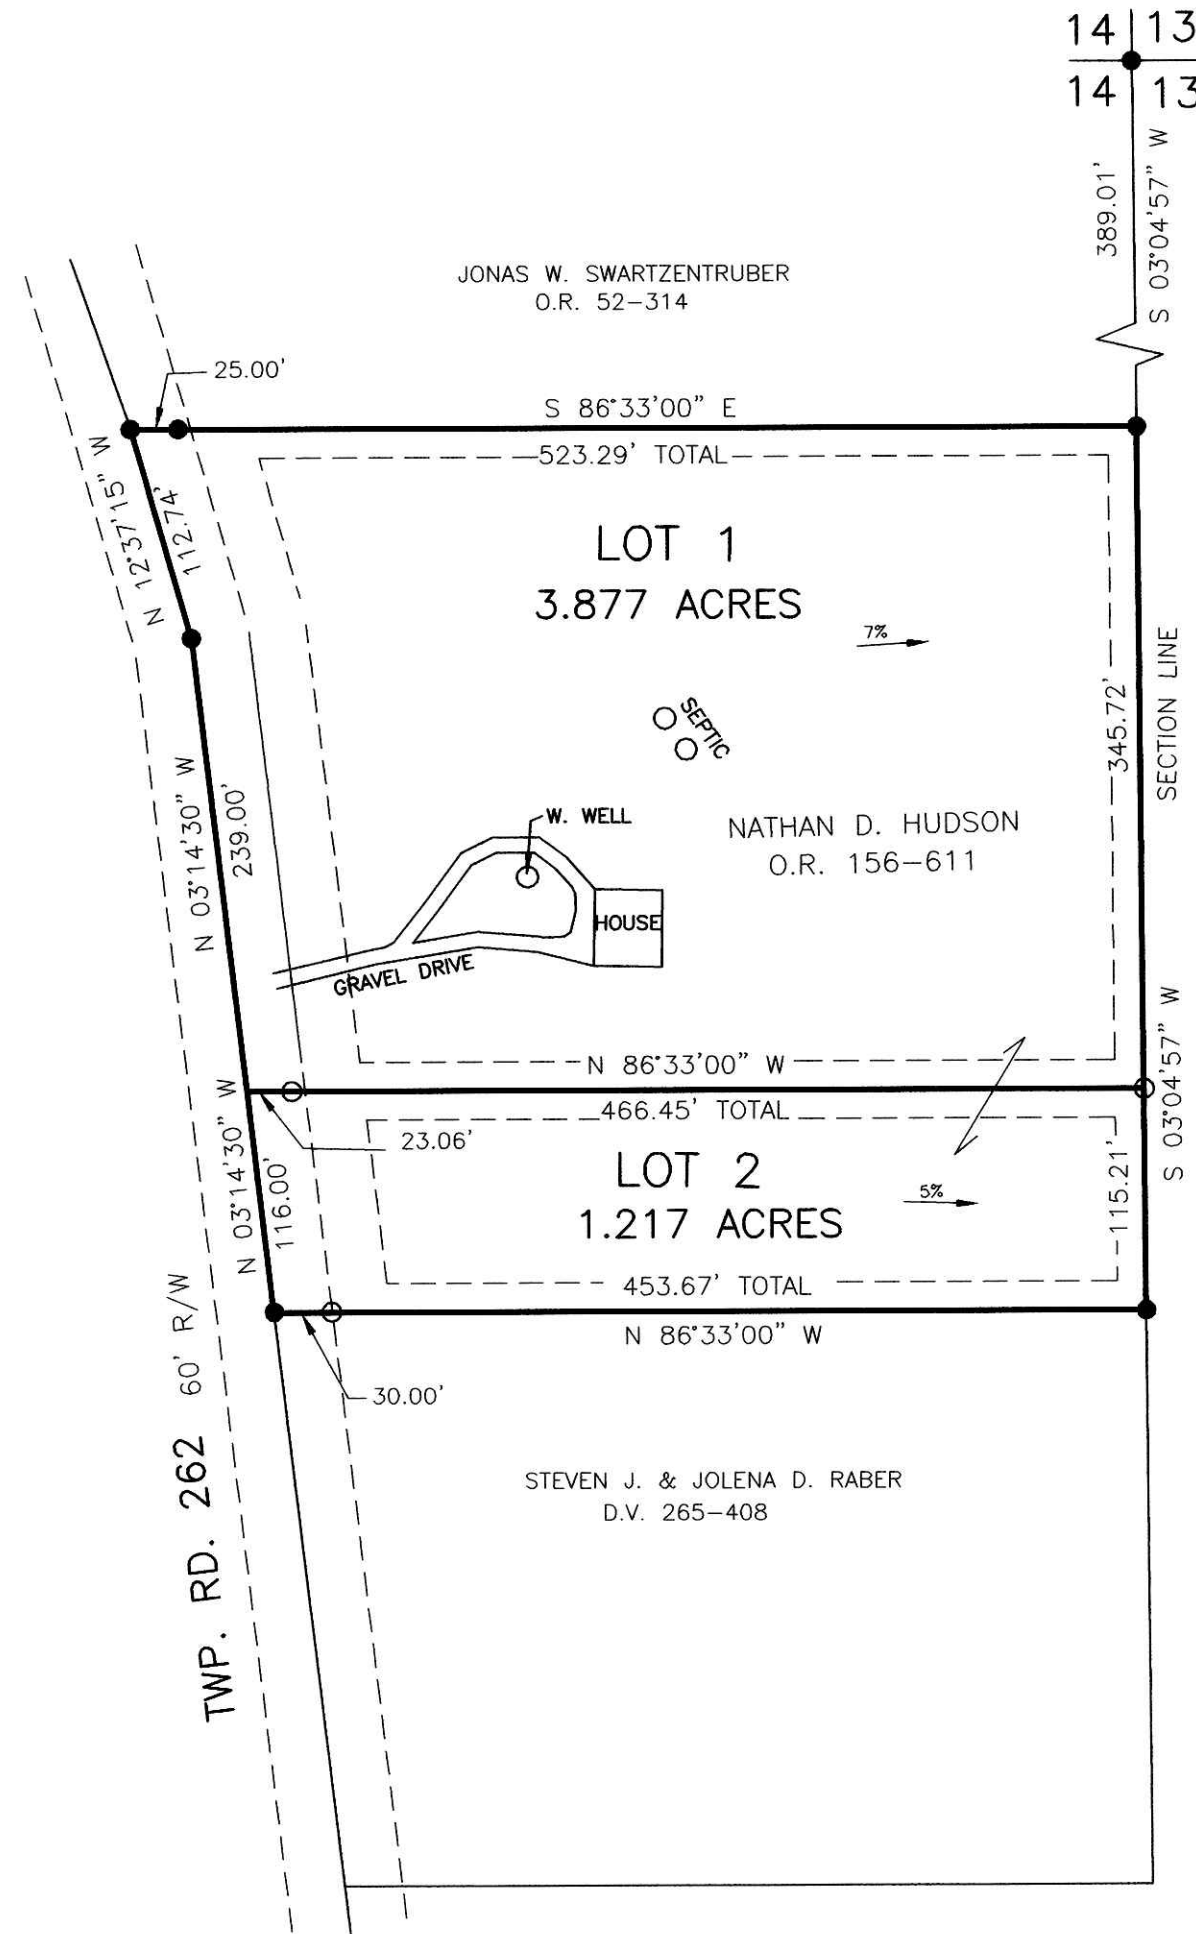 14 13
14 13
389.01'
S 03°04'57" W
JONAS W. SWARTZENTRUBER
O.R. 52-314
25.00'
S 86°33'00" E
523.29' TOTAL
N 12°37'15" W
112.74'
LOT 1
3.877 ACRES
7%
SEPTIC
345.72'
SECTION LINE
N 03°14'30" W
239.00'
W. WELL
NATHAN D. HUDSON
O.R. 156-611
HOUSE
GRAVEL DRIVE
N 86°33'00" W
466.45' TOTAL
23.06'
S 03°04'57" W
N 03°14'30" W
116.00'
LOT 2
1.217 ACRES
5%
115.21'
453.67' TOTAL
N 86°33'00" W
30.00'
TWP. RD. 262 60' R/W
STEVEN J. & JOLENA D. RABER
D.V. 265-408